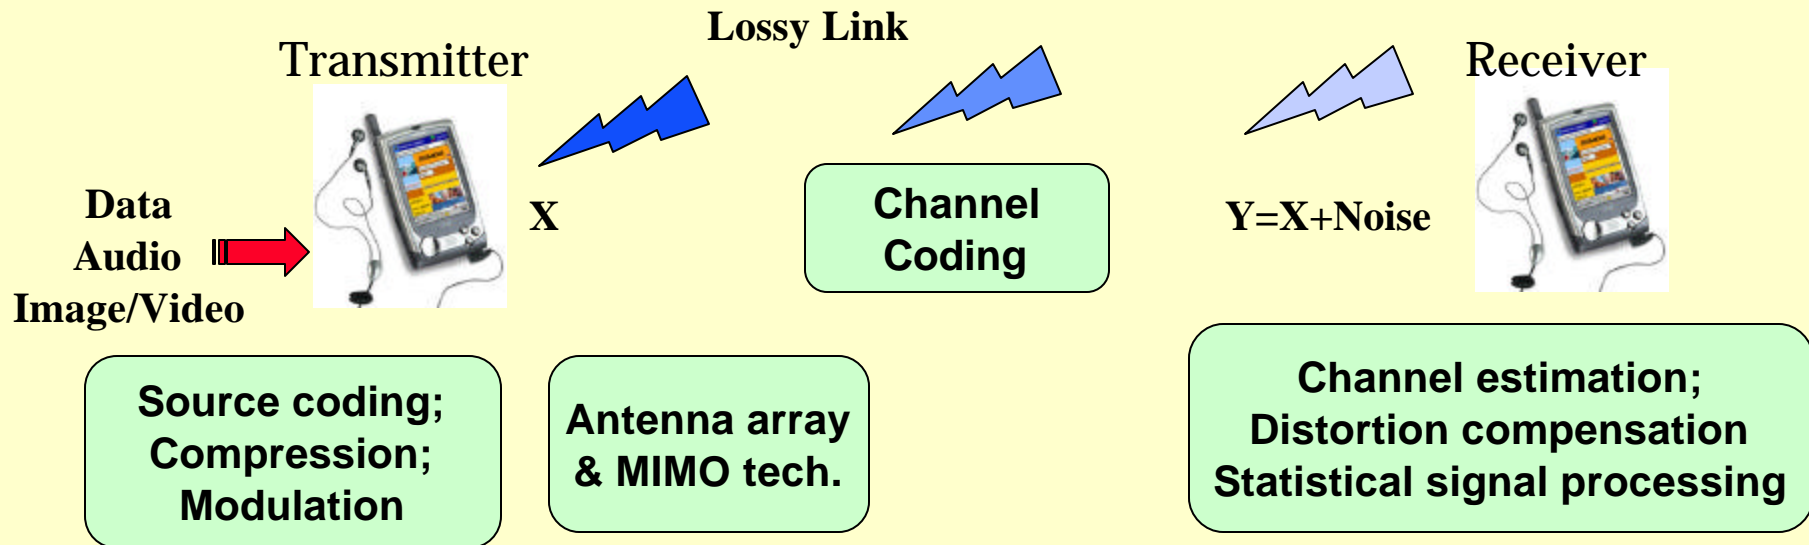 Lossy Link
Transmitter
Receiver
Data
Audio
Image/Video
X
Channel
Coding
Y=X+Noise
Source coding;
Compression;
Modulation
Antenna array
& MIMO tech.
Channel estimation;
Distortion compensation
Statistical signal processing